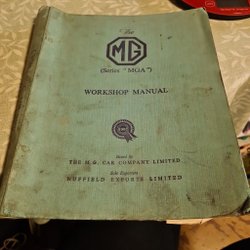 The
MG
(Series "MGA")
WORKSHOP MANUAL
Issued by
THE M.G. CAR COMPANY LIMITED
Sole Exporters
NUFFIELD EXPORTS LIMITED